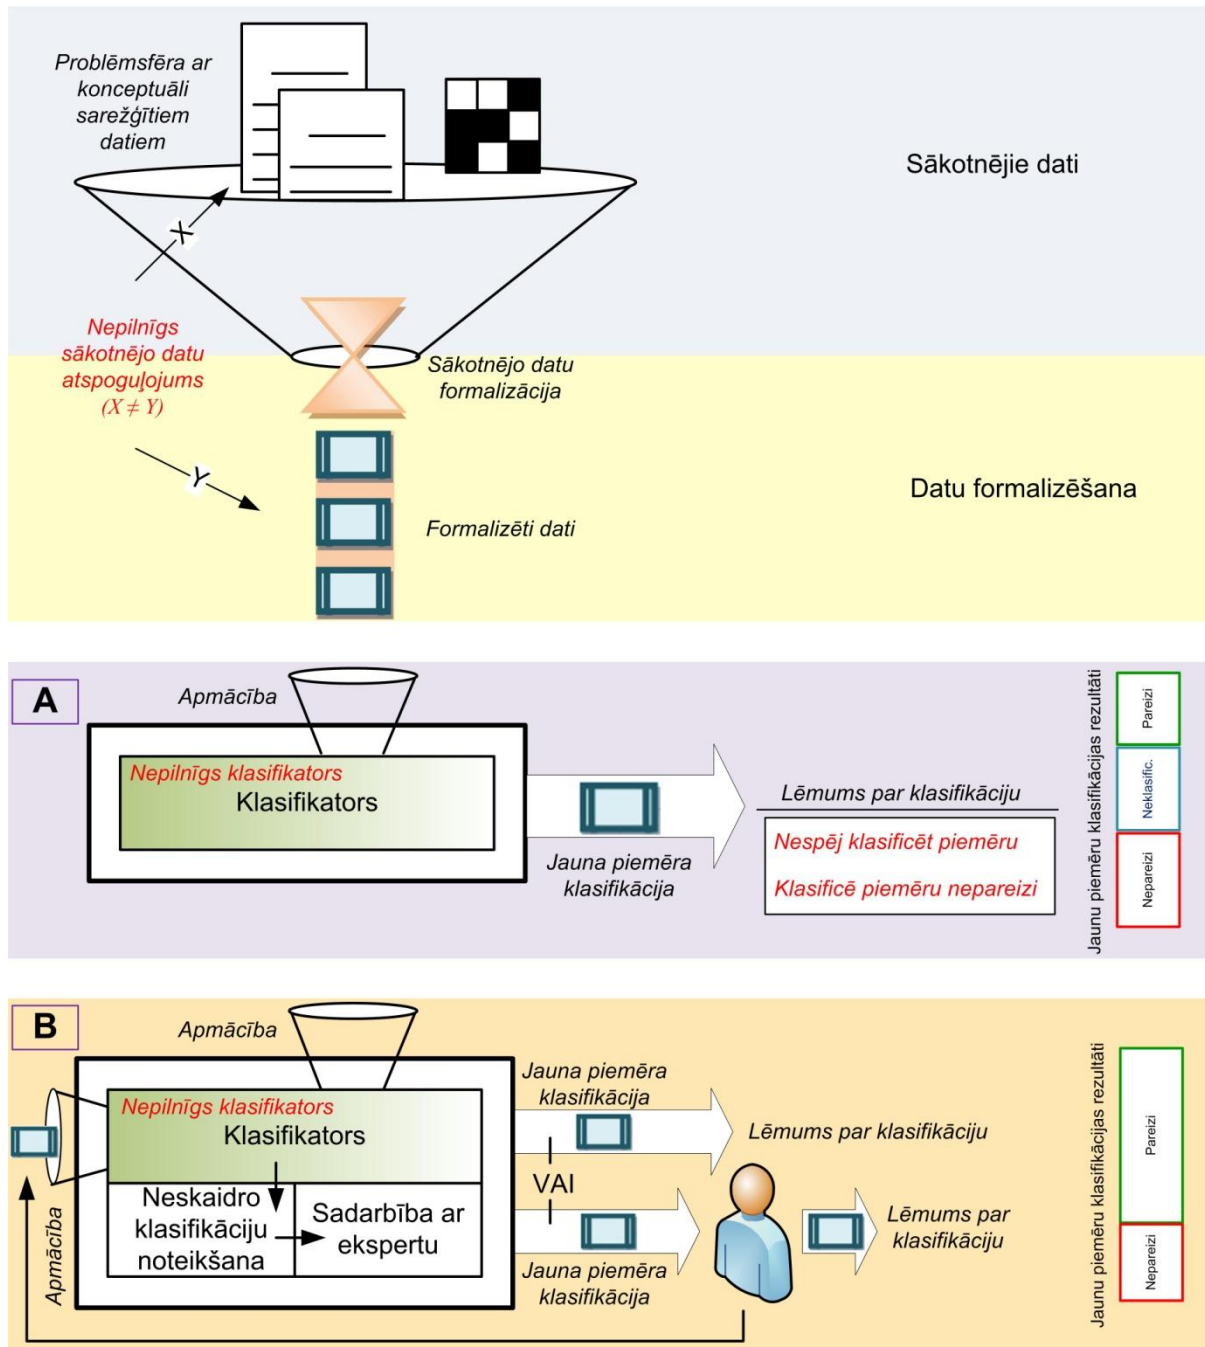 Problēmsfēra ar
konceptuāli
sarežģītiem
datiem
Sākotnējie dati
X
Nepilnīgs
sākotnējo datu
atspoguļojums
(X ≠ Y)
Sākotnējo datu
formalizācija
Y
Datu formalizēšana
Formalizēti dati
A
Apmācība
Nepilnīgs klasifikators
Klasifikators
Jauna piemēra
klasifikācija
Lēmums par klasifikāciju
Nespēj klasificēt piemēru
Klasificē piemēru nepareizi
Jaunu piemēru klasifikācijas rezultāti
Pareizi
Neklasific.
Nepareizi
B
Apmācība
Nepilnīgs klasifikators
Klasifikators
Neskaidro
klasifikāciju
noteikšana
Sadarbība ar
ekspertu
Apmācība
Jauna piemēra
klasifikācija
VAI
Jauna piemēra
klasifikācija
Lēmums par klasifikāciju
Lēmums par
klasifikāciju
Jaunu piemēru klasifikācijas rezultāti
Pareizi
Nepareizi